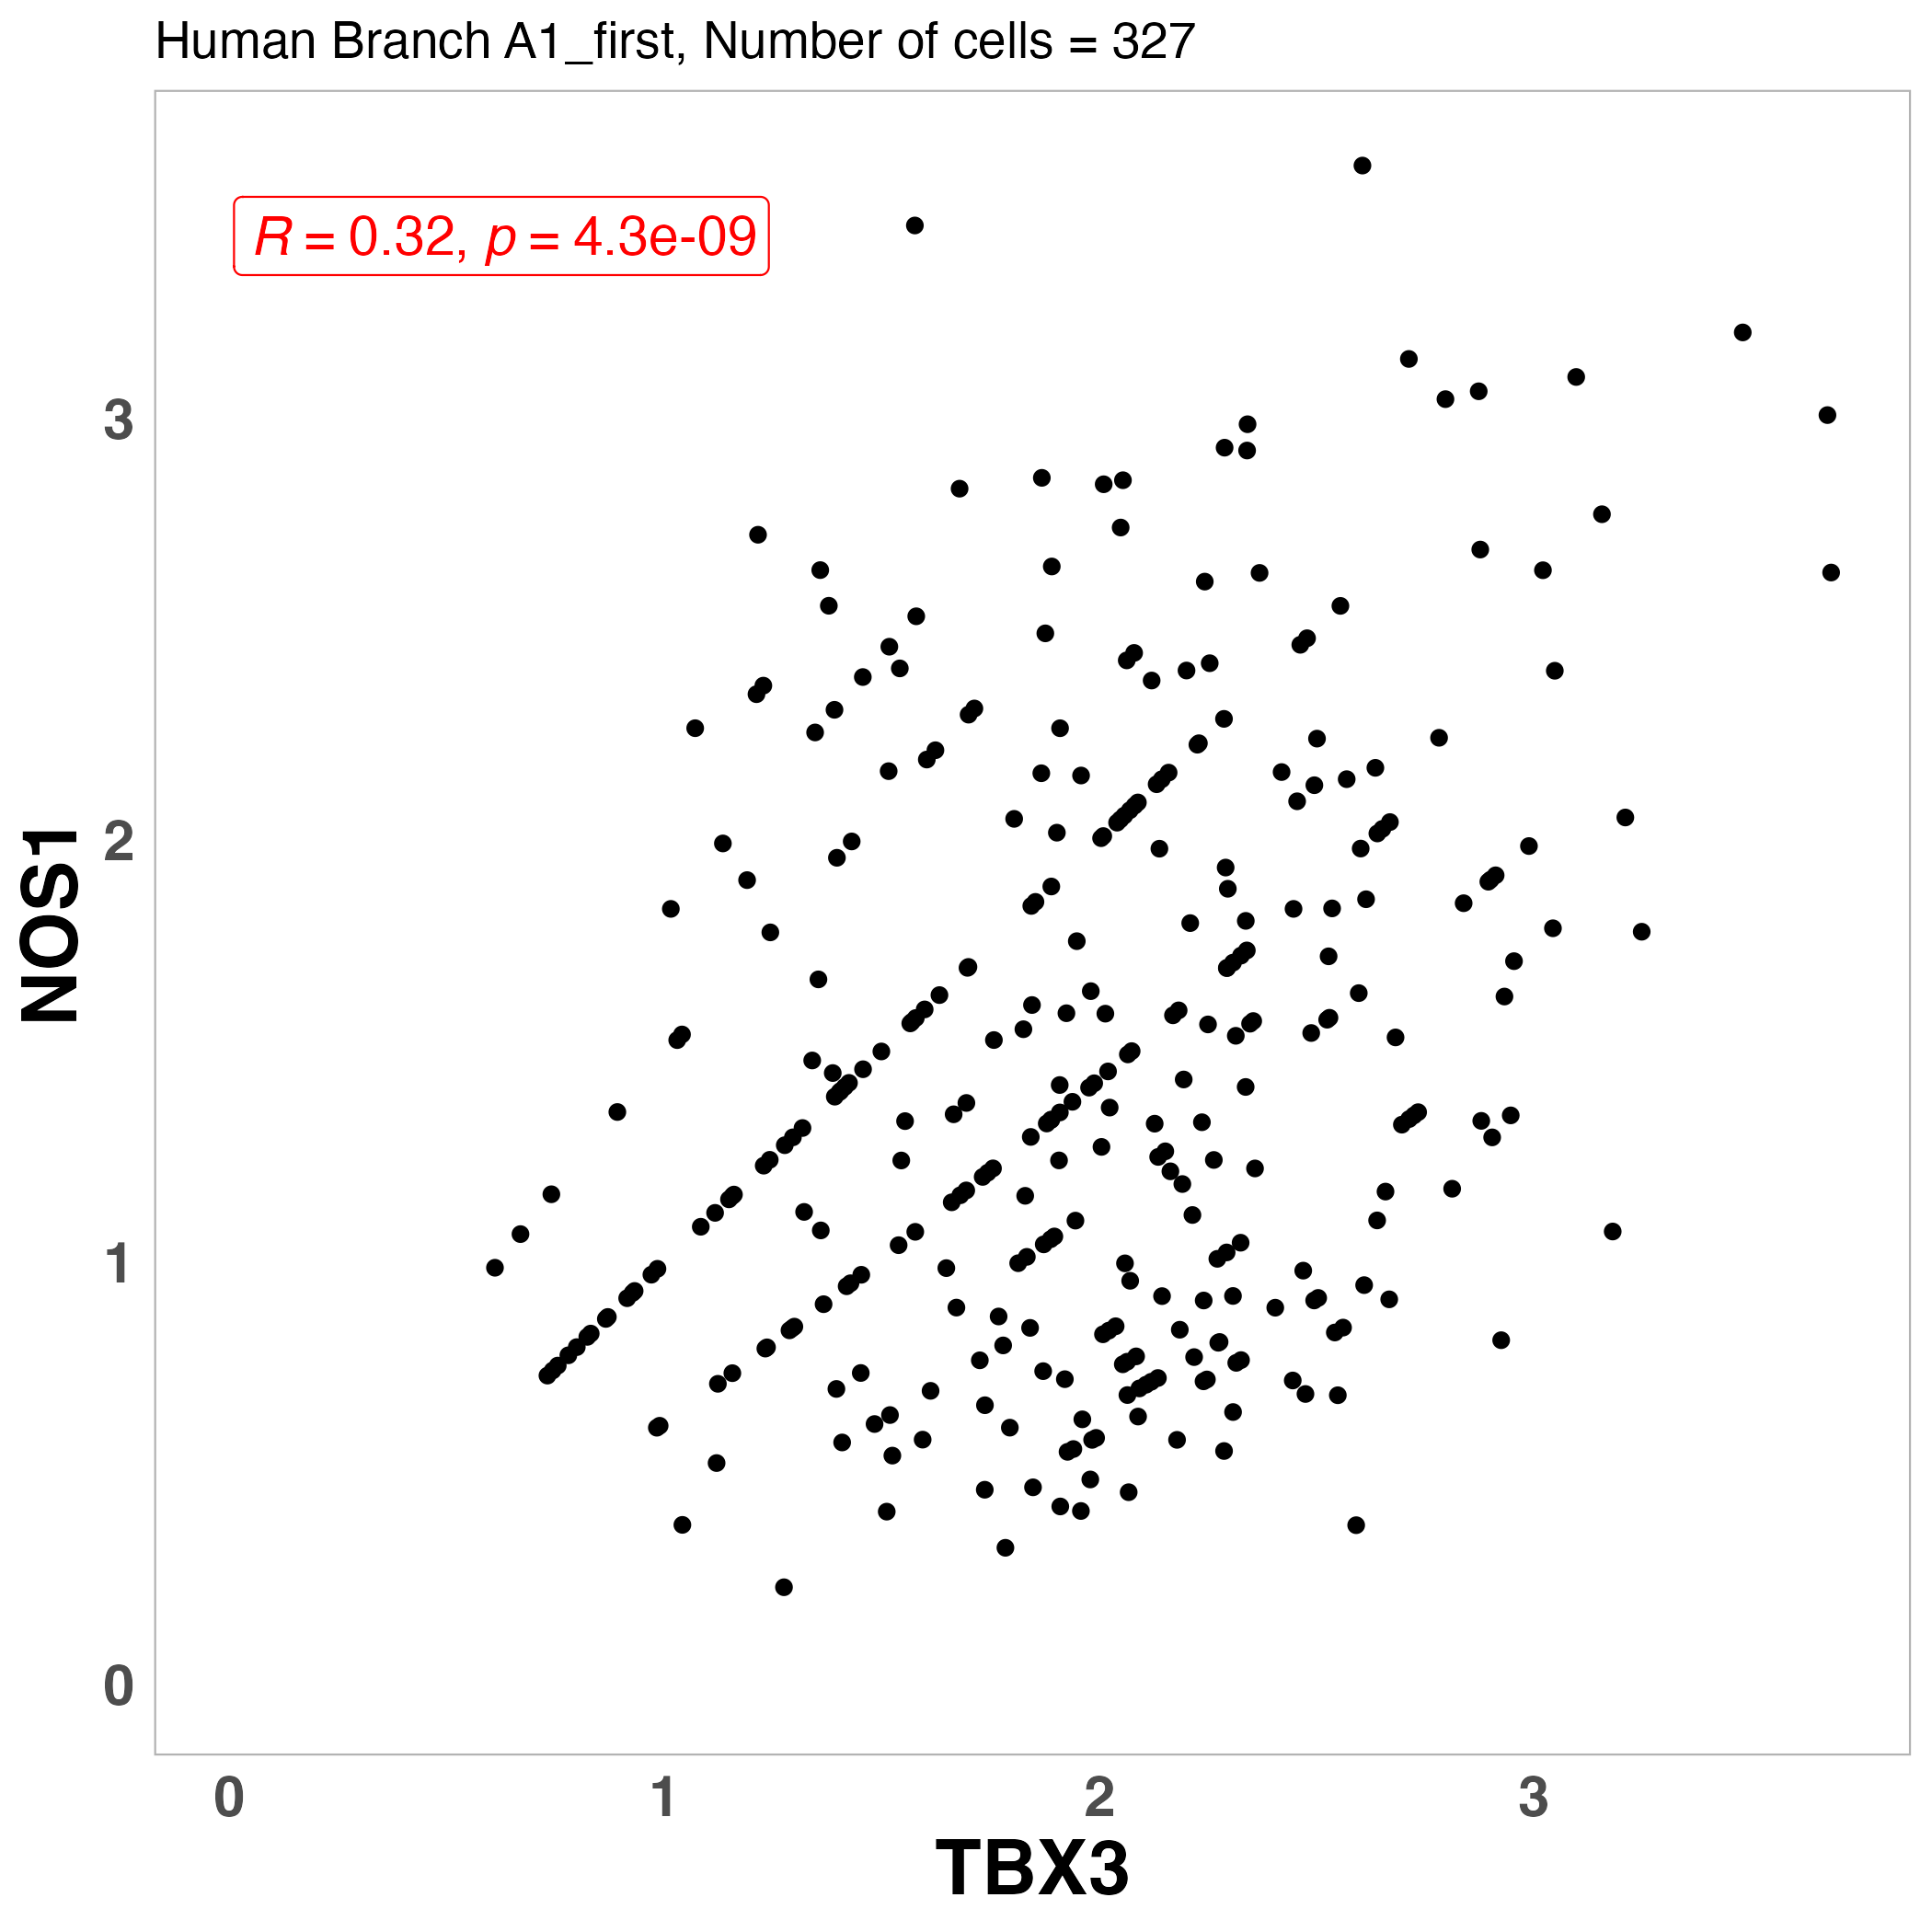 Human Branch A1_first, Number of cells = 327
R = 0.32, p = 4.3e-09
3
2
1
0
NOS1
0 1 2 3
TBX3